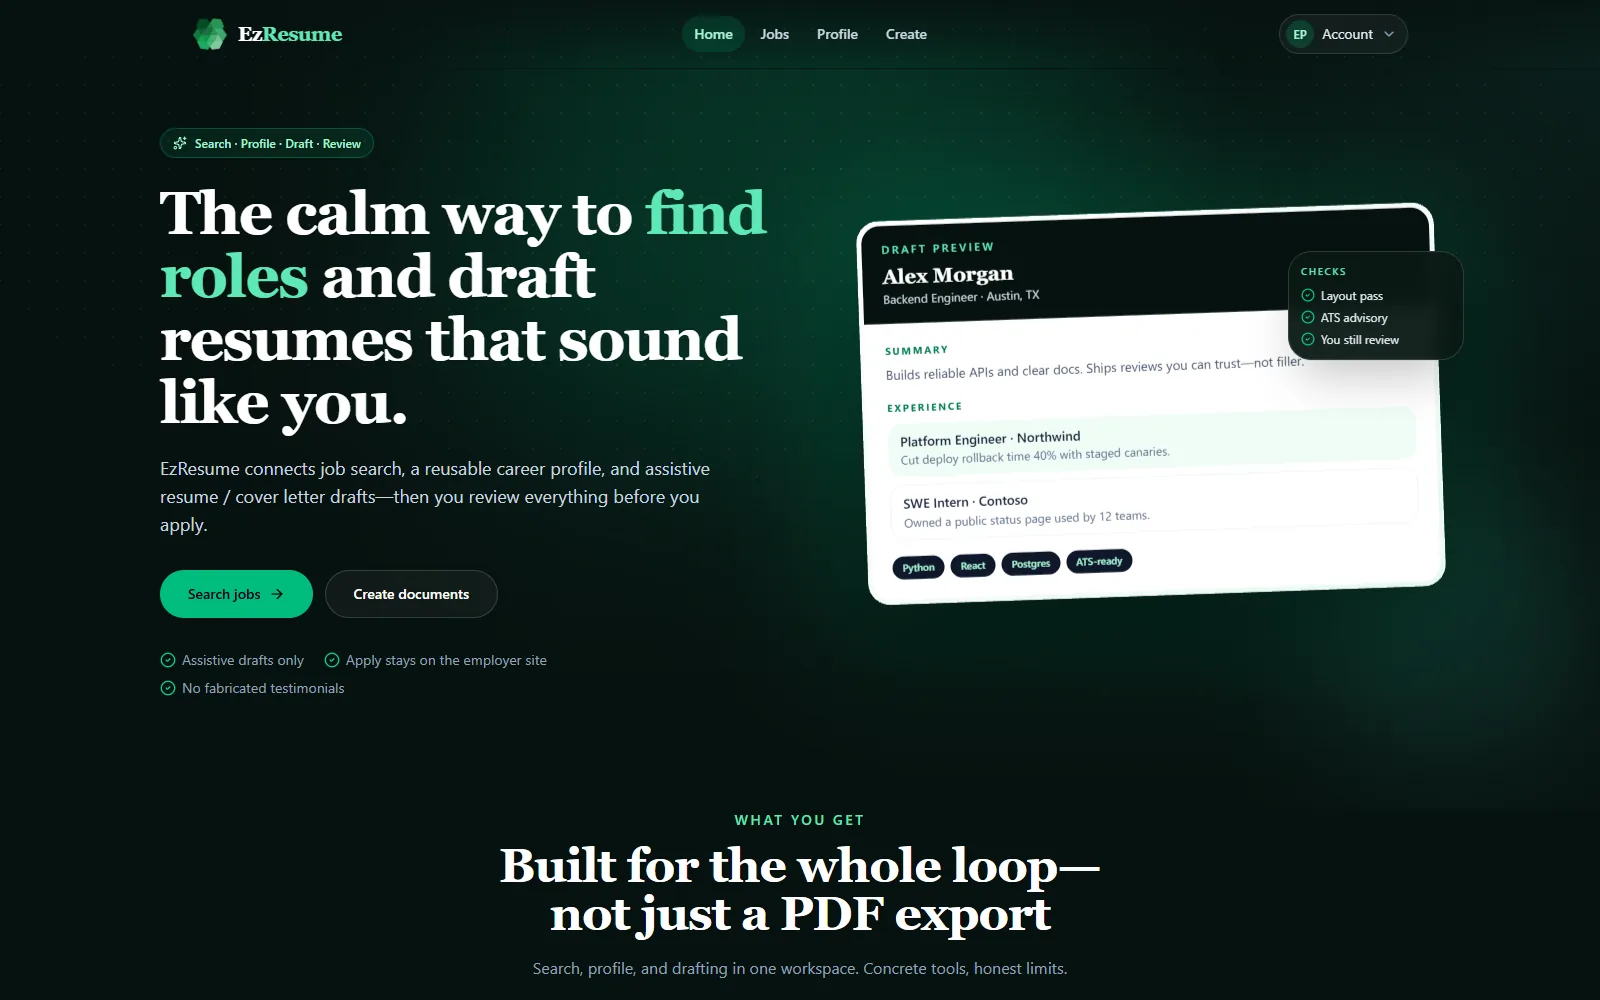 EzResume
Home
Jobs
Profile
Create
EP
Account
Search · Profile · Draft · Review
The calm way to find
roles and draft
resumes that sound
like you.
EzResume connects job search, a reusable career profile, and assistive
resume / cover letter drafts—then you review everything before you
apply.
Search jobs
Create documents
Assistive drafts only
Apply stays on the employer site
No fabricated testimonials
DRAFT PREVIEW
Alex Morgan
Backend Engineer · Austin, TX
CHECKS
Layout pass
ATS advisory
You still review
SUMMARY
Builds reliable APIs and clear docs. Ships reviews you can trust—not filler.
EXPERIENCE
Platform Engineer · Northwind
Cut deploy rollback time 40% with staged canaries.
SWE Intern · Contoso
Owned a public status page used by 12 teams.
Python
React
Postgres
ATS-ready
WHAT YOU GET
Built for the whole loop—
not just a PDF export
Search, profile, and drafting in one workspace. Concrete tools, honest limits.